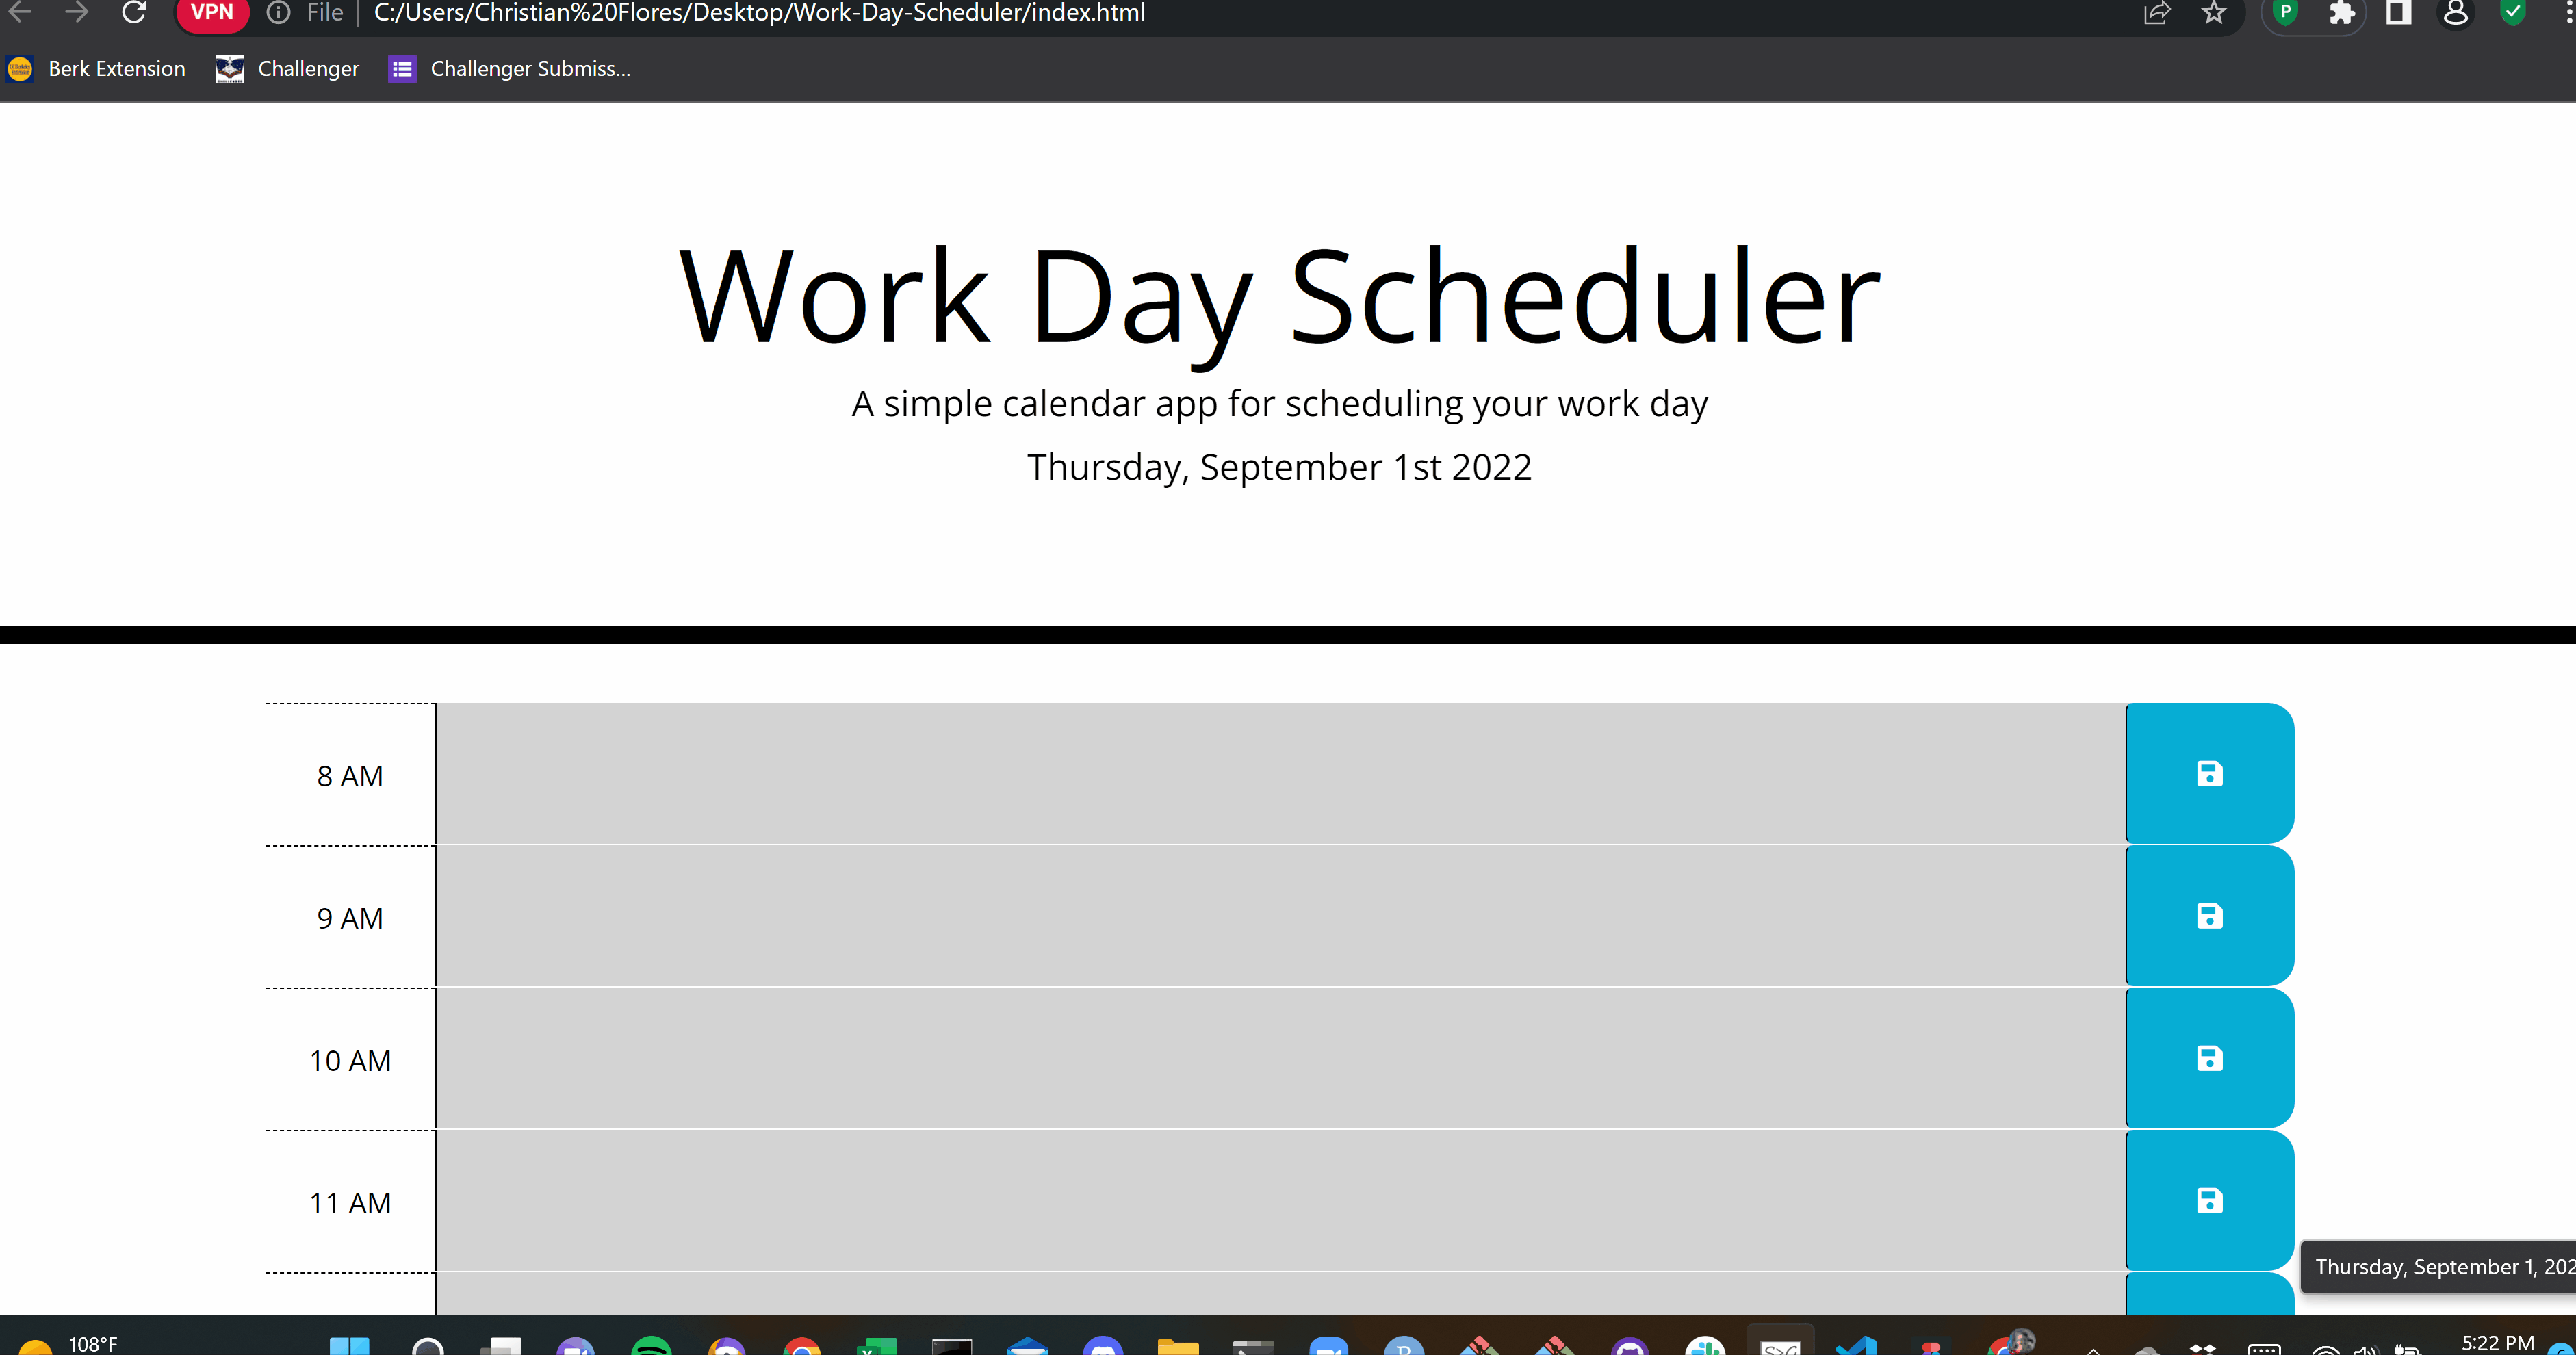 VPN File C:/Users/Christian%20Flores/Desktop/Work-Day-Scheduler/index.html P
Berk Extension Challenger Challenger Submiss...
Work Day Scheduler
A simple calendar app for scheduling your work day
Thursday, September 1st 2022
8 AM
9 AM
10 AM
11 AM
Thursday, September 1, 202
108°F 5:22 PM